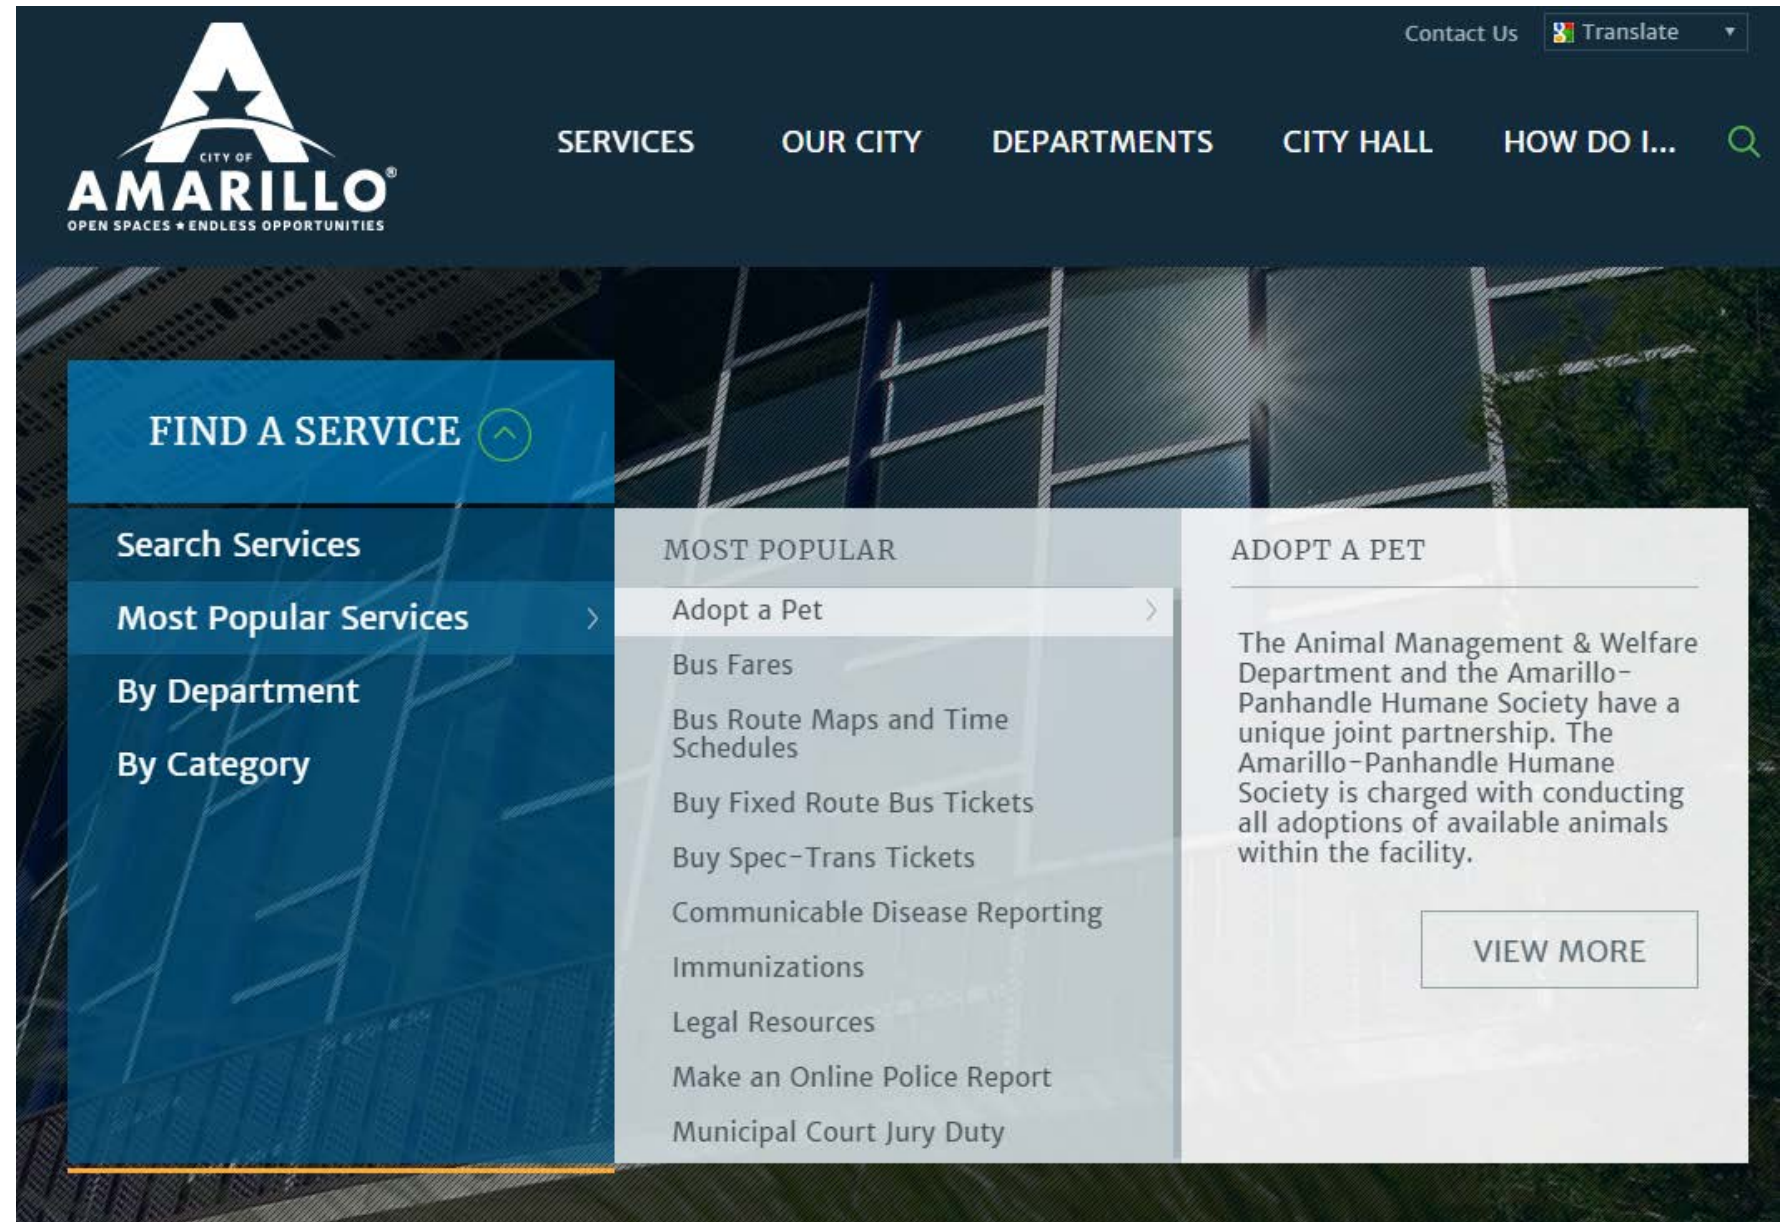 Contact Us
Translate
CITY OF
AMARILLO®
OPEN SPACES ★ ENDLESS OPPORTUNITIES
SERVICES
OUR CITY
DEPARTMENTS
CITY HALL
HOW DO I...
FIND A SERVICE
Search Services
Most Popular Services
By Department
By Category
MOST POPULAR
Adopt a Pet
Bus Fares
Bus Route Maps and Time
Schedules
Buy Fixed Route Bus Tickets
Buy Spec-Trans Tickets
Communicable Disease Reporting
Immunizations
Legal Resources
Make an Online Police Report
Municipal Court Jury Duty
ADOPT A PET
The Animal Management & Welfare
Department and the Amarillo-
Panhandle Humane Society have a
unique joint partnership. The
Amarillo-Panhandle Humane
Society is charged with conducting
all adoptions of available animals
within the facility.
VIEW MORE